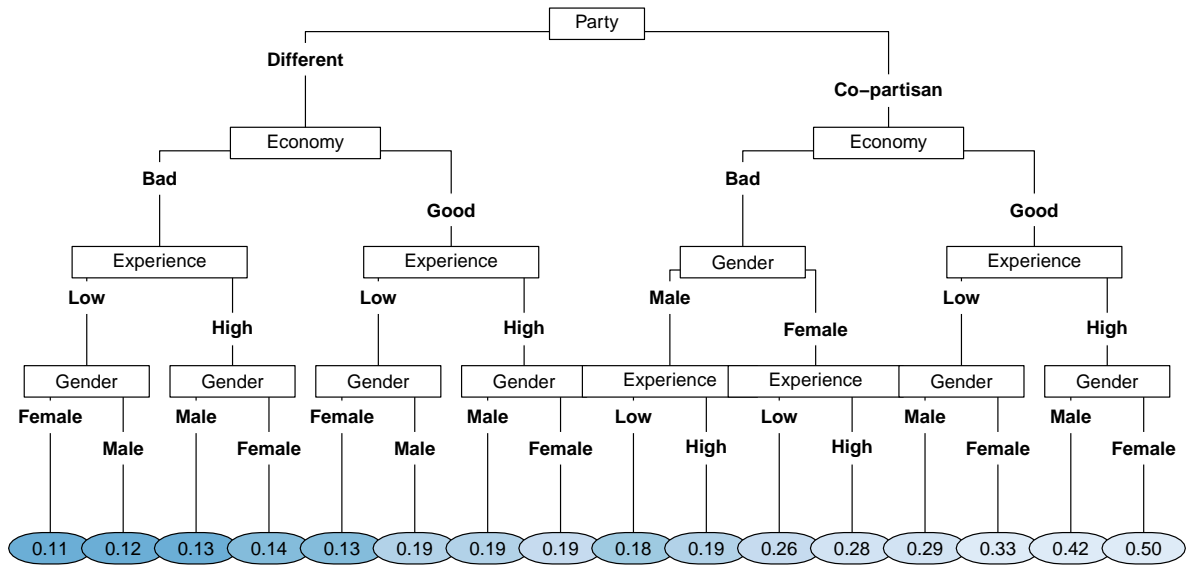 Party
Different
Co−partisan
Economy Economy
Bad Bad
Good Good
Experience Experience Gender Experience
Low Low Male Low
High High Female High
Gender Gender Gender Gender Experience Experience Gender Gender
Female Male Female Male Low Low Male Male
Male Female Male Female High High Female Female
0.11 0.12 0.13 0.14 0.13 0.19 0.19 0.19 0.18 0.19 0.26 0.28 0.29 0.33 0.42 0.50